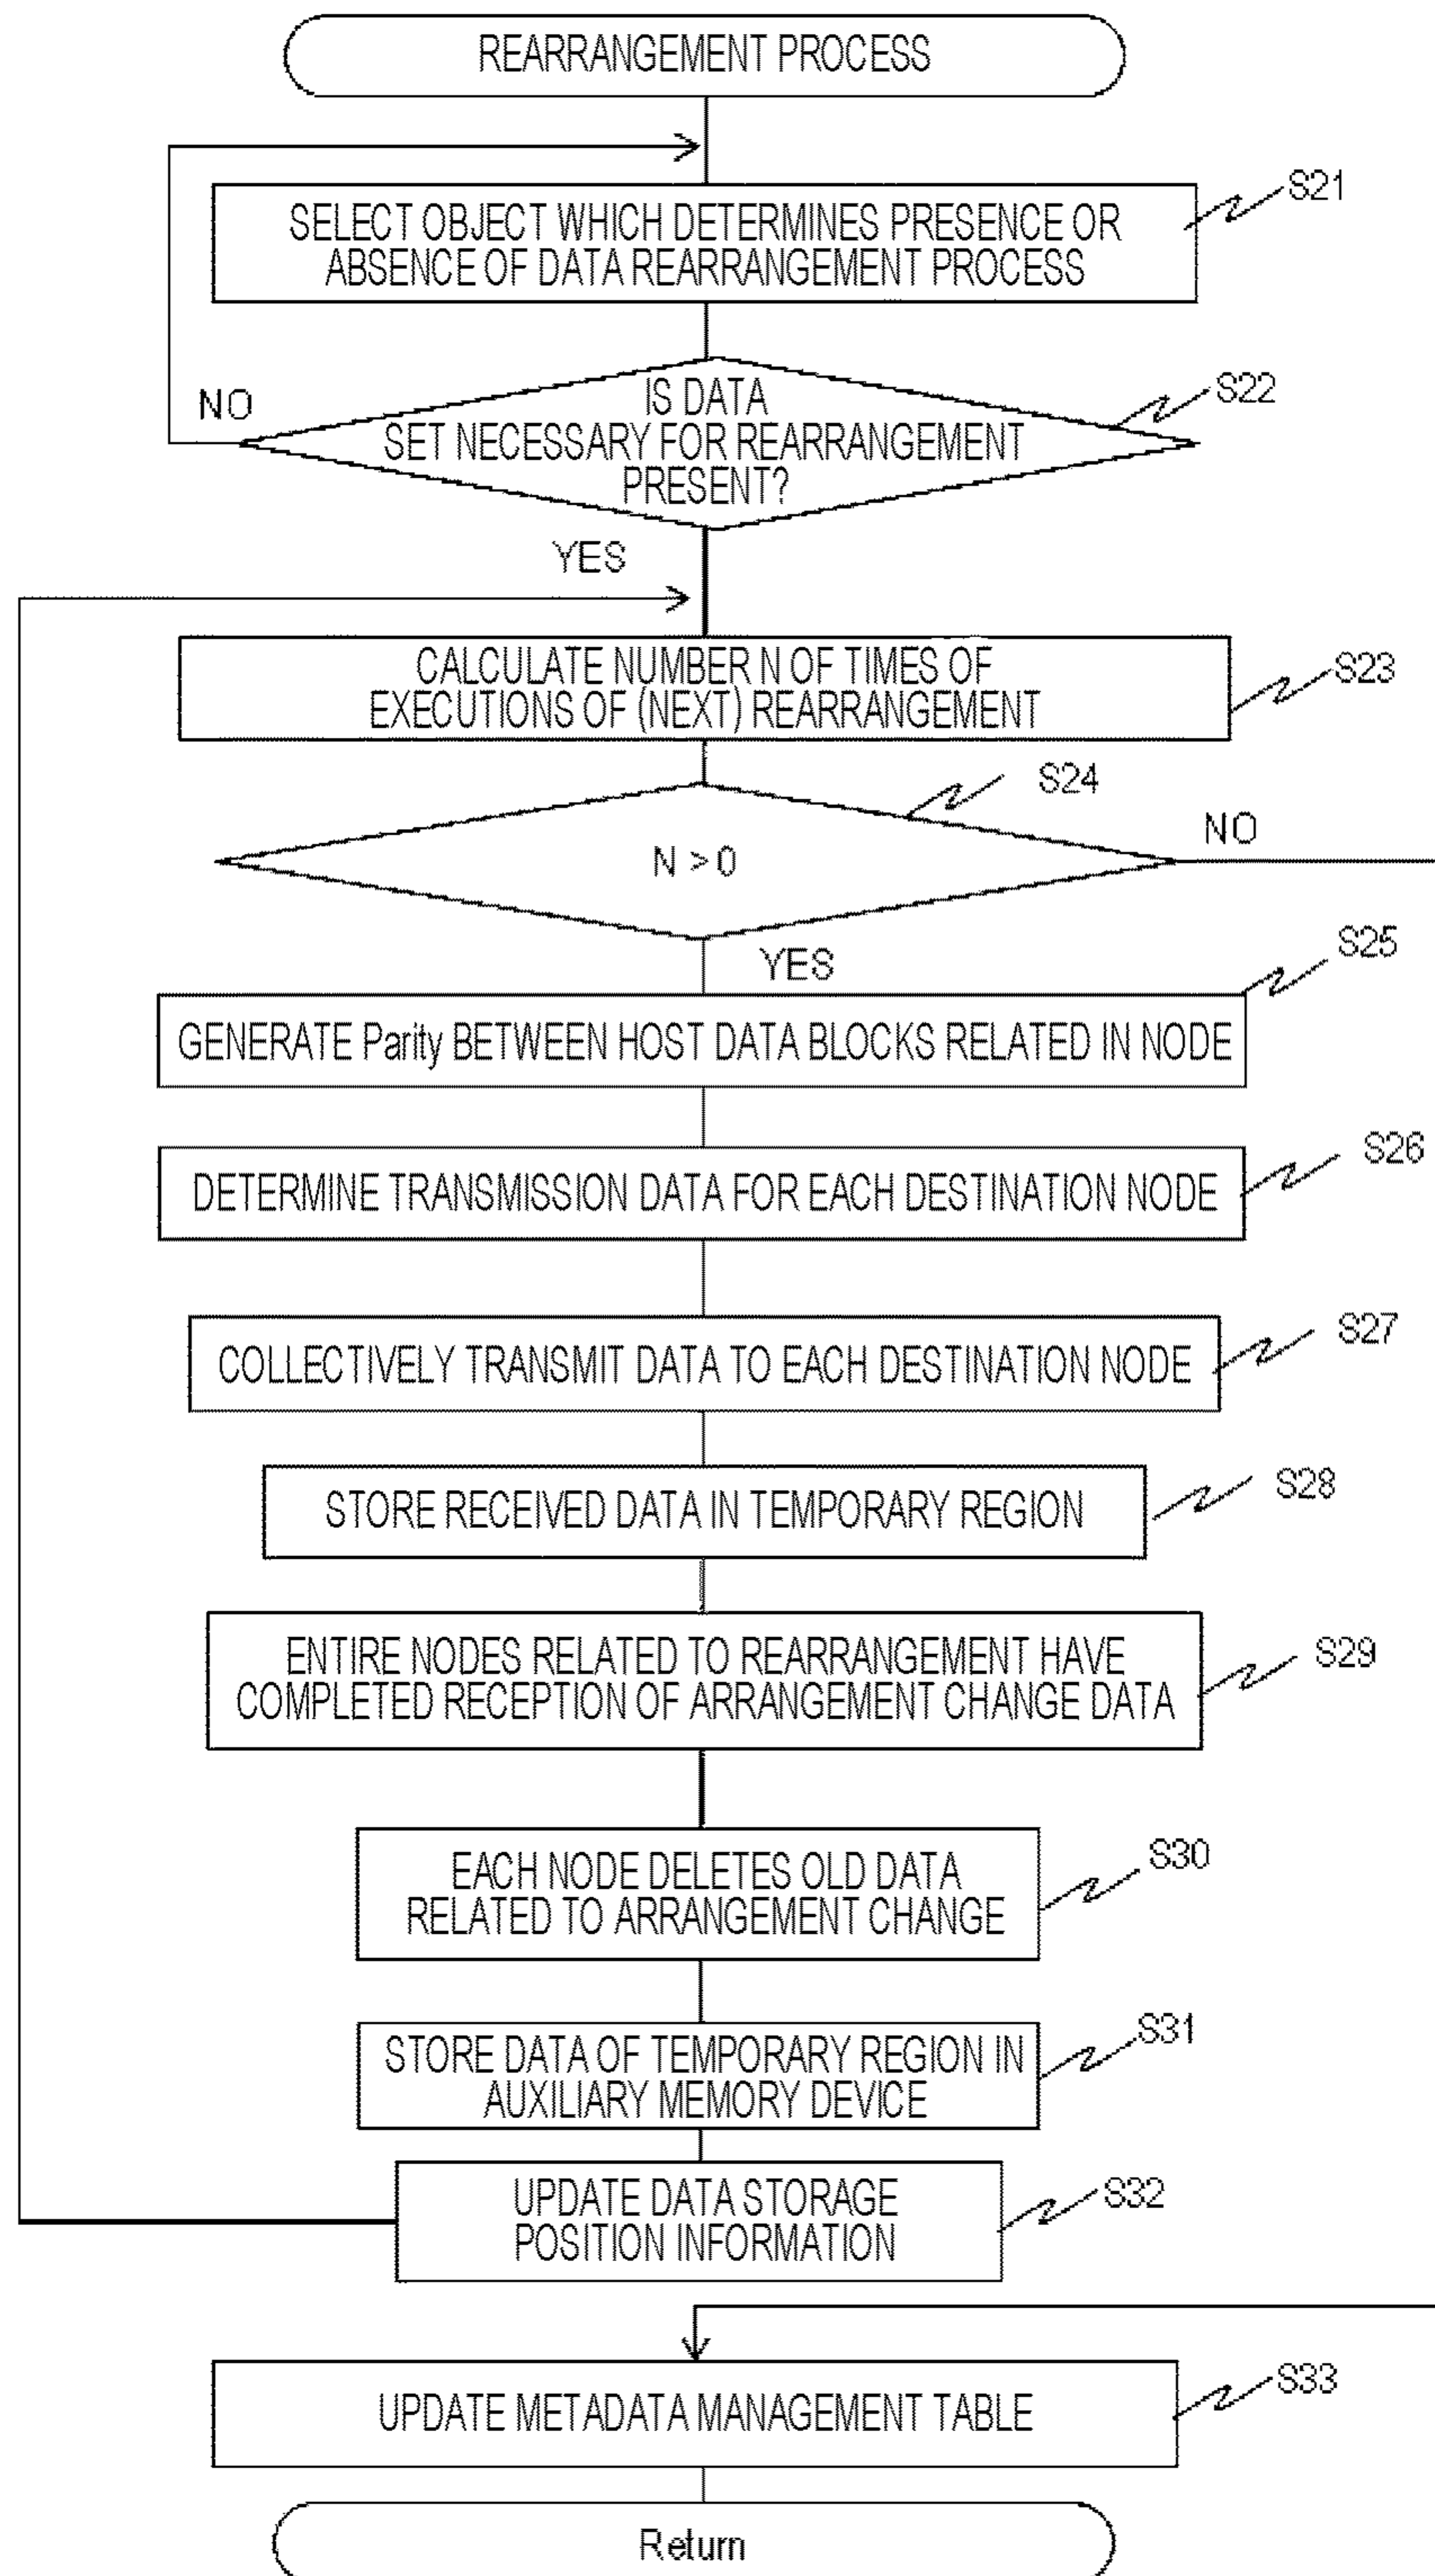 REARRANGEMENT PROCESS
S21
SELECT OBJECT WHICH DETERMINES PRESENCE OR
ABSENCE OF DATA REARRANGEMENT PROCESS
S22
NO
IS DATA
SET NECESSARY FOR REARRANGEMENT
PRESENT?
YES
S23
CALCULATE NUMBER N OF TIMES OF
EXECUTIONS OF (NEXT) REARRANGEMENT
S24
NO
N > 0
YES
S25
GENERATE Parity BETWEEN HOST DATA BLOCKS RELATED IN NODE
S26
DETERMINE TRANSMISSION DATA FOR EACH DESTINATION NODE
S27
COLLECTIVELY TRANSMIT DATA TO EACH DESTINATION NODE
S28
STORE RECEIVED DATA IN TEMPORARY REGION
S29
ENTIRE NODES RELATED TO REARRANGEMENT HAVE
COMPLETED RECEPTION OF ARRANGEMENT CHANGE DATA
S30
EACH NODE DELETES OLD DATA
RELATED TO ARRANGEMENT CHANGE
S31
STORE DATA OF TEMPORARY REGION IN
AUXILIARY MEMORY DEVICE
S32
UPDATE DATA STORAGE
POSITION INFORMATION
S33
UPDATE METADATA MANAGEMENT TABLE
Return